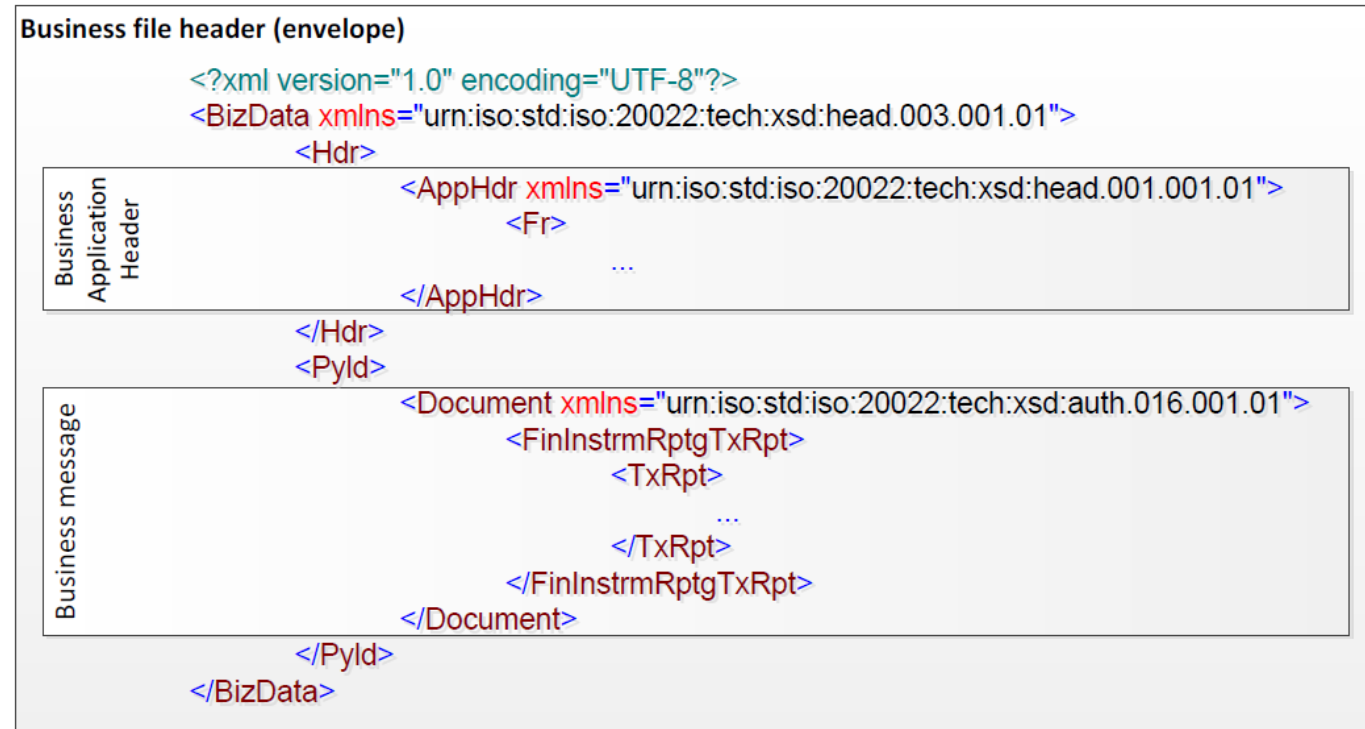 Business file header (envelope)
<?xml version="1.0" encoding="UTF-8"?>
<BizData xmlns="urn:iso:std:iso:20022:tech:xsd:head.003.001.01">
<Hdr>
Business
Application
Header
<AppHdr xmlns="urn:iso:std:iso:20022:tech:xsd:head.001.001.01">
<Fr>
...
</AppHdr>
</Hdr>
<Pyld>
Business message
<Document xmlns="urn:iso:std:iso:20022:tech:xsd:auth.016.001.01">
<FinInstrmRptgTxRpt>
<TxRpt>
...
</TxRpt>
</FinInstrmRptgTxRpt>
</Document>
</Pyld>
</BizData>